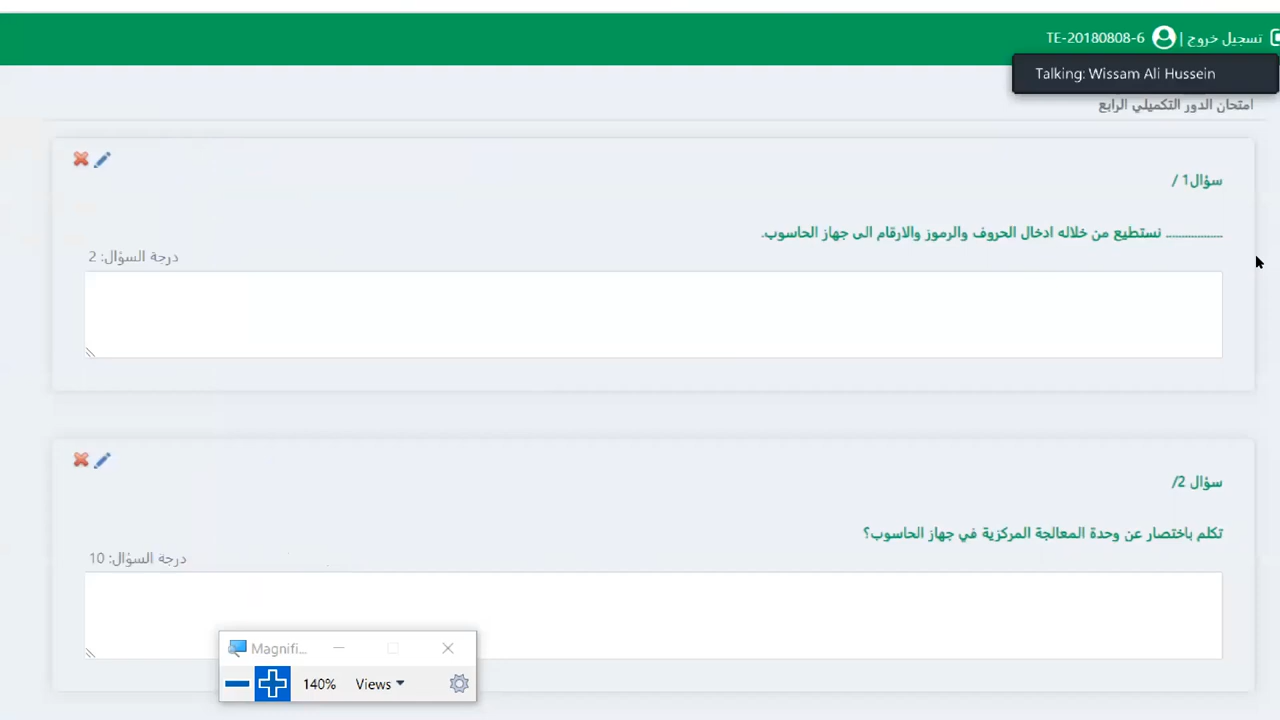 تسجيل خروج | TE-20180808-6
Talking: Wissam Ali Hussein
امتحان الدور التكميلي الرابع
سؤال1 /
................. نستطيع من خلاله ادخال الحروف والرموز والارقام الى جهاز الحاسوب.
درجة السؤال: 2
سؤال 2/
تكلم باختصار عن وحدة المعالجة المركزية في جهاز الحاسوب؟
درجة السؤال: 10
Magnifi...
140% Views